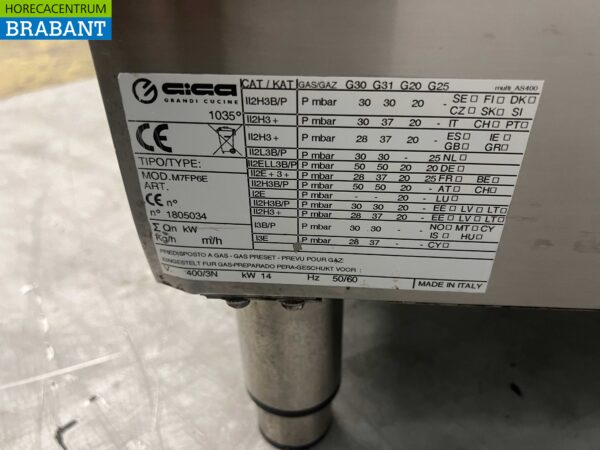 HORECACENTRUM
BRABANT
GIGA
GRANDI CUCINE
1035°
CE
TIPO/TYPE:
MOD. M7FP6E
ART.
CE n°
n° 1805034
Σ Qn kW
Kg/h m³/h
CAT / KAT GAS/GAZ G30 G31 G20 G25 multi_AS400
II2H3B/P P mbar 30 30 20 - SE□ FI□ DK□
CZ□ SK□ SI
II2H3+ P mbar 30 37 20 - IT CH□ PT□
II2H3+ P mbar 28 37 20 - ES□ IE□
GB□ GR□
II2L3B/P P mbar 30 30 - 25 NL□
II2ELL3B/P P mbar 50 50 20 20 DE□
II2E+3+ P mbar 28 37 20 25 FR□ BE□
II2H3B/P P mbar 50 50 20 - AT□ CH□
I2E P mbar - - 20 - LU□
II2H3B/P P mbar 30 30 20 - EE□ LV□ LT□
II2H3+ P mbar 28 37 20 - EE□ LV□ LT□
I3B/P P mbar 30 30 - - NO□ MT□ CY
IS□ HU□
I3E P mbar 28 37 - - CY□
PREDISPOSTO A GAS - GAS PRESET - PREVU POUR GAZ
EINGESTELT FUR GAS-PREPARADO PERA-GESCHUKT VOOR :
V 400/3N kW 14 Hz 50/60 MADE IN ITALY